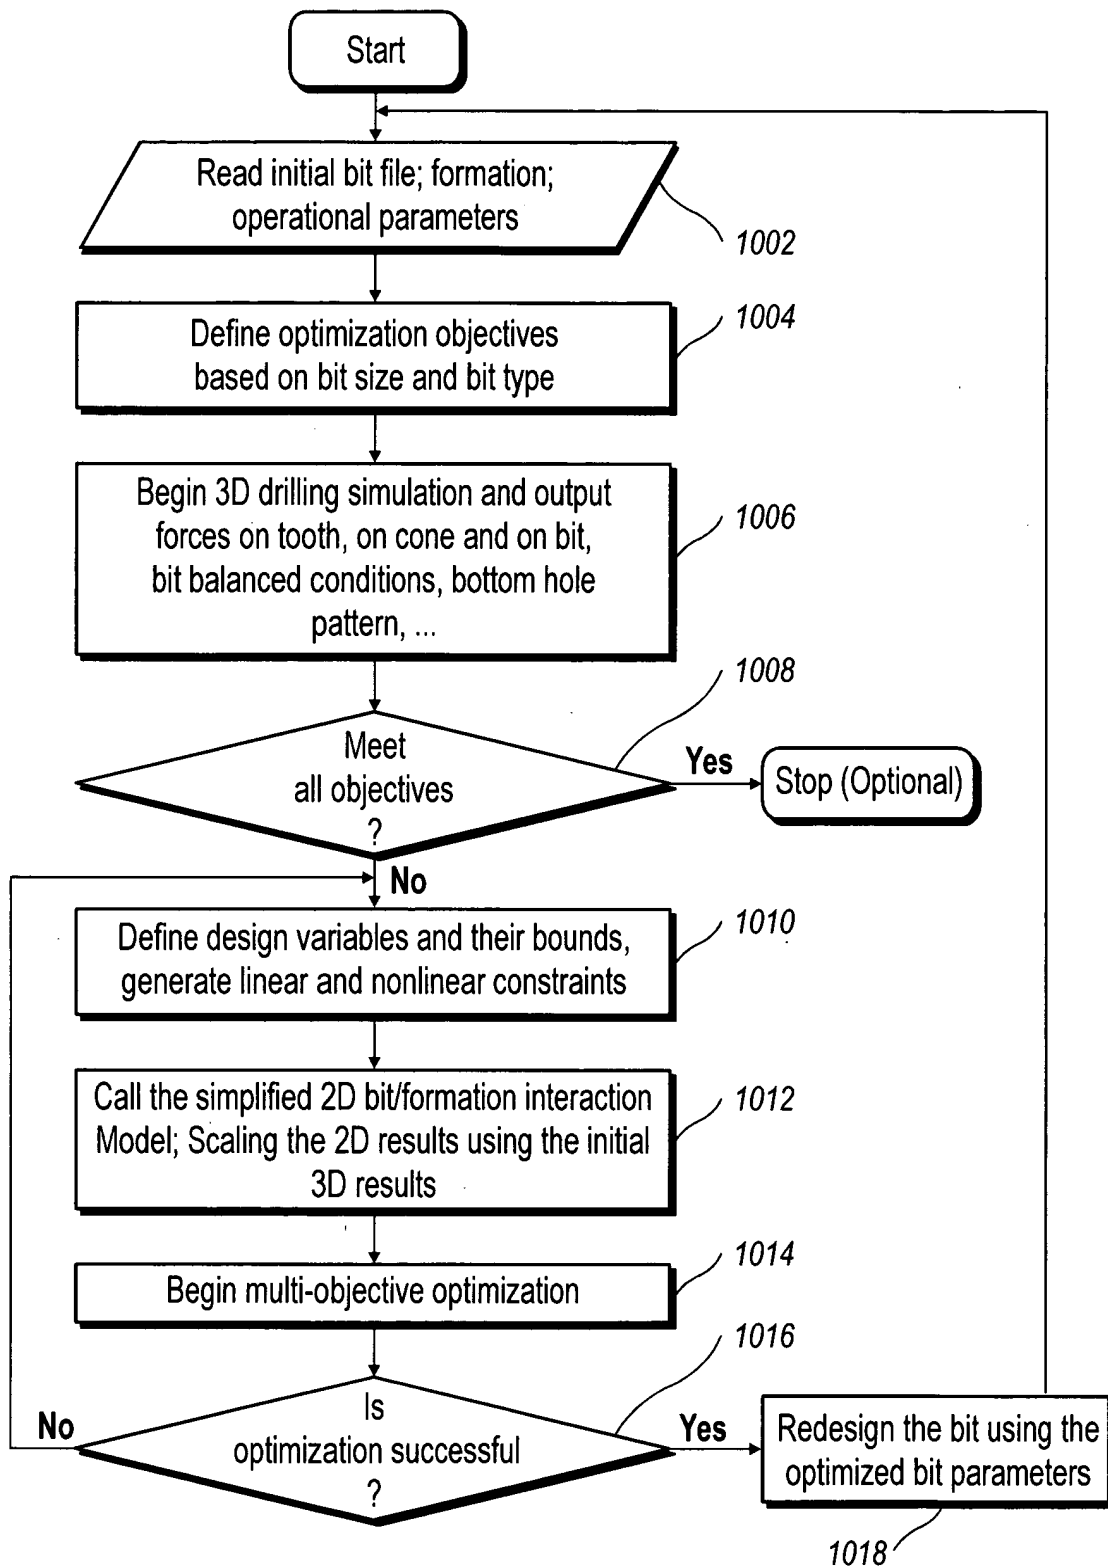 Start
Read initial bit file; formation;
operational parameters
1002
Define optimization objectives
based on bit size and bit type
1004
Begin 3D drilling simulation and output
forces on tooth, on cone and on bit,
bit balanced conditions, bottom hole
pattern, ...
1006
Meet
all objectives
?
1008
Yes
Stop (Optional)
No
Define design variables and their bounds,
generate linear and nonlinear constraints
1010
Call the simplified 2D bit/formation interaction
Model; Scaling the 2D results using the initial
3D results
1012
Begin multi-objective optimization
1014
Is
optimization successful
?
1016
No
Yes
Redesign the bit using the
optimized bit parameters
1018